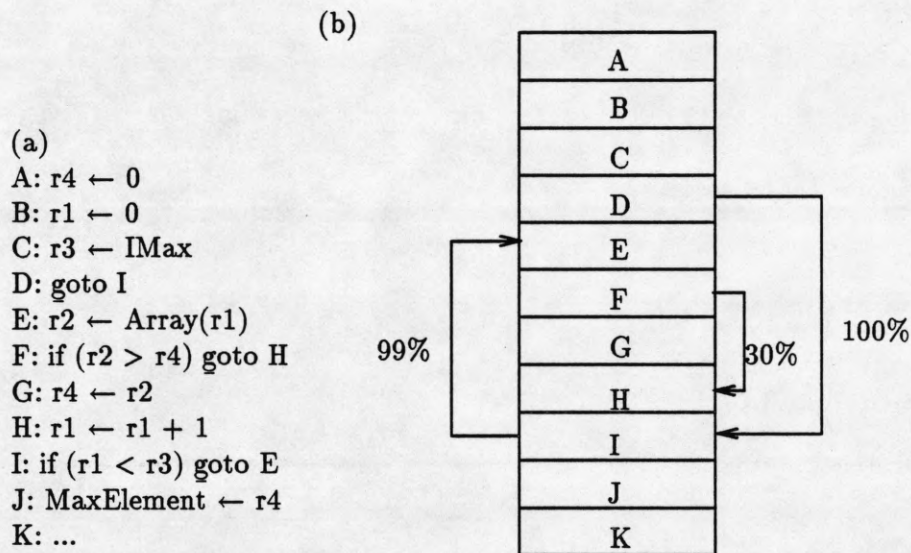 (b)
(a)
A: r4 ← 0
B: r1 ← 0
C: r3 ← IMax
D: goto I
E: r2 ← Array(r1)
F: if (r2 > r4) goto H
G: r4 ← r2
H: r1 ← r1 + 1
I: if (r1 < r3) goto E
J: MaxElement ← r4
K: ...
A
B
C
D
E
F
G
H
I
J
K
99%
30%
100%